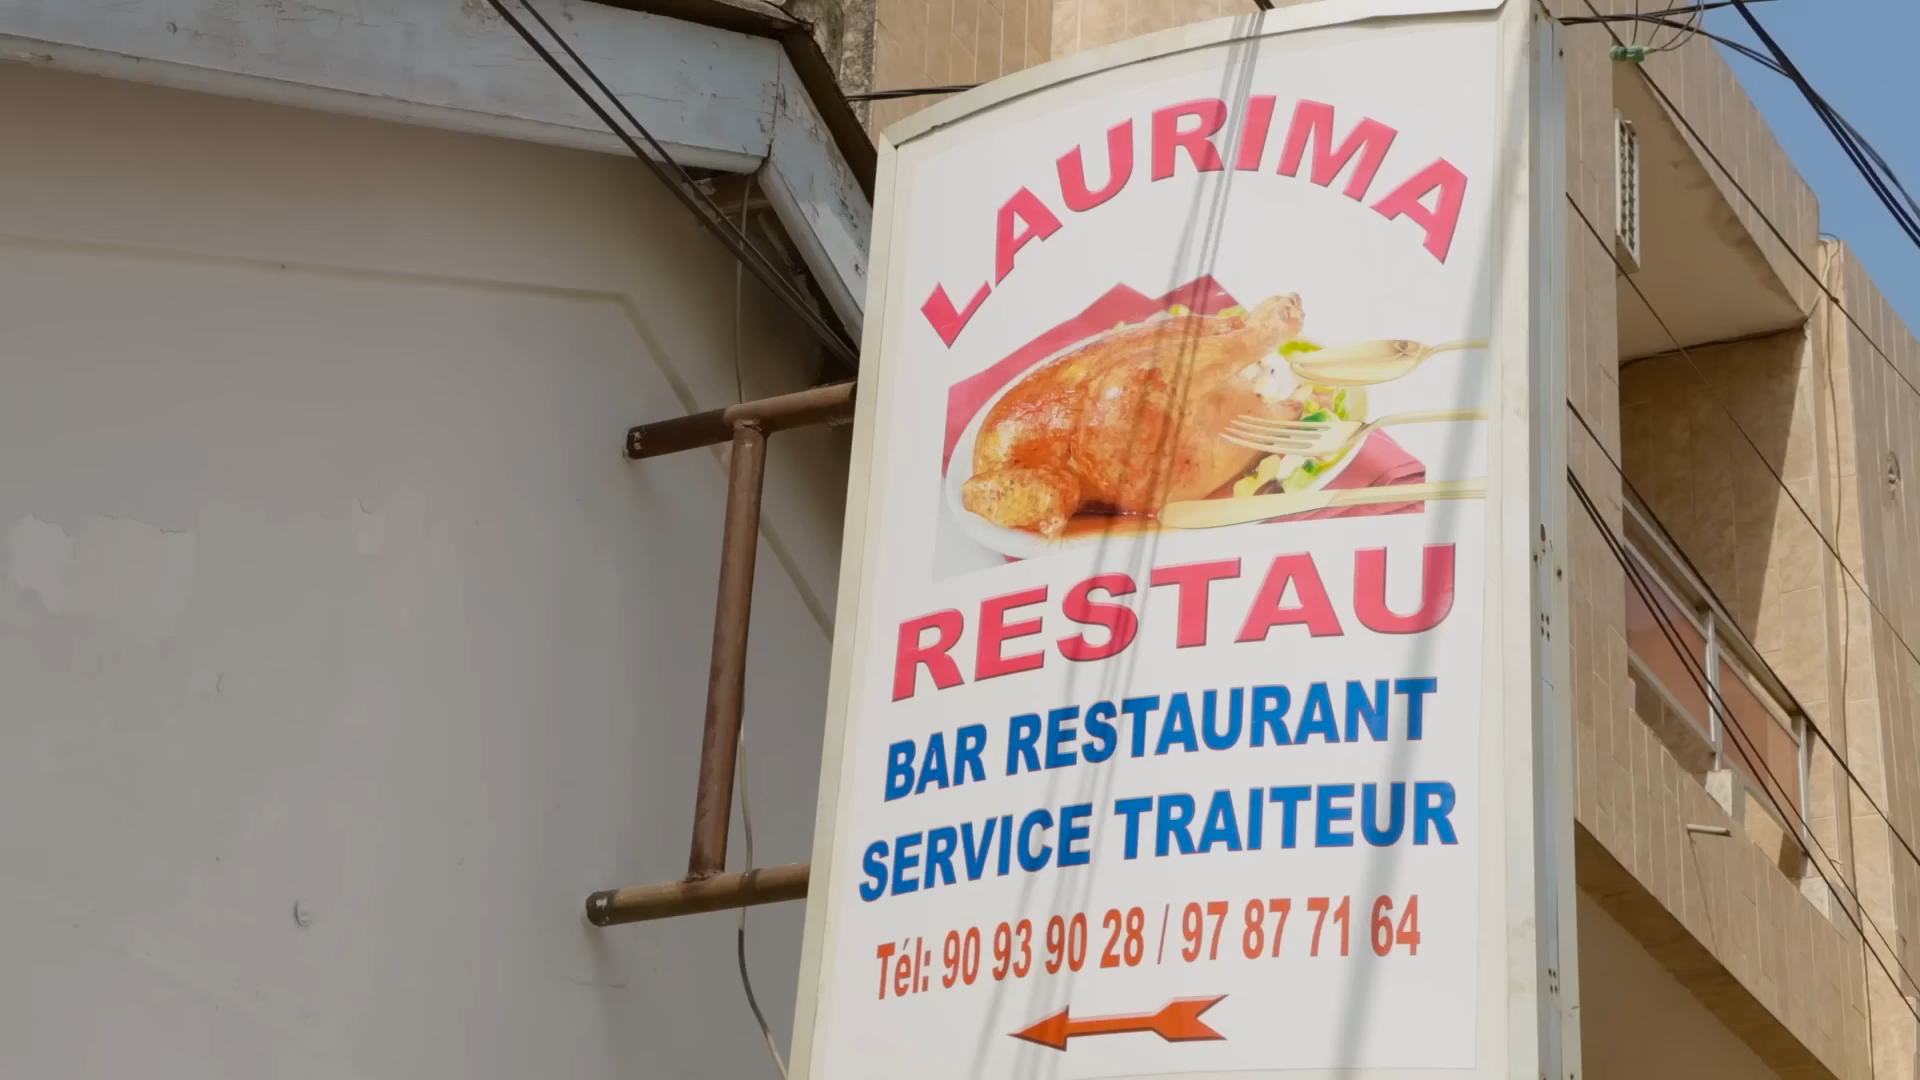 LAURIMA
RESTAU
BAR RESTAURANT
SERVICE TRAITEUR
Tél: 90 93 90 28 / 97 87 71 64